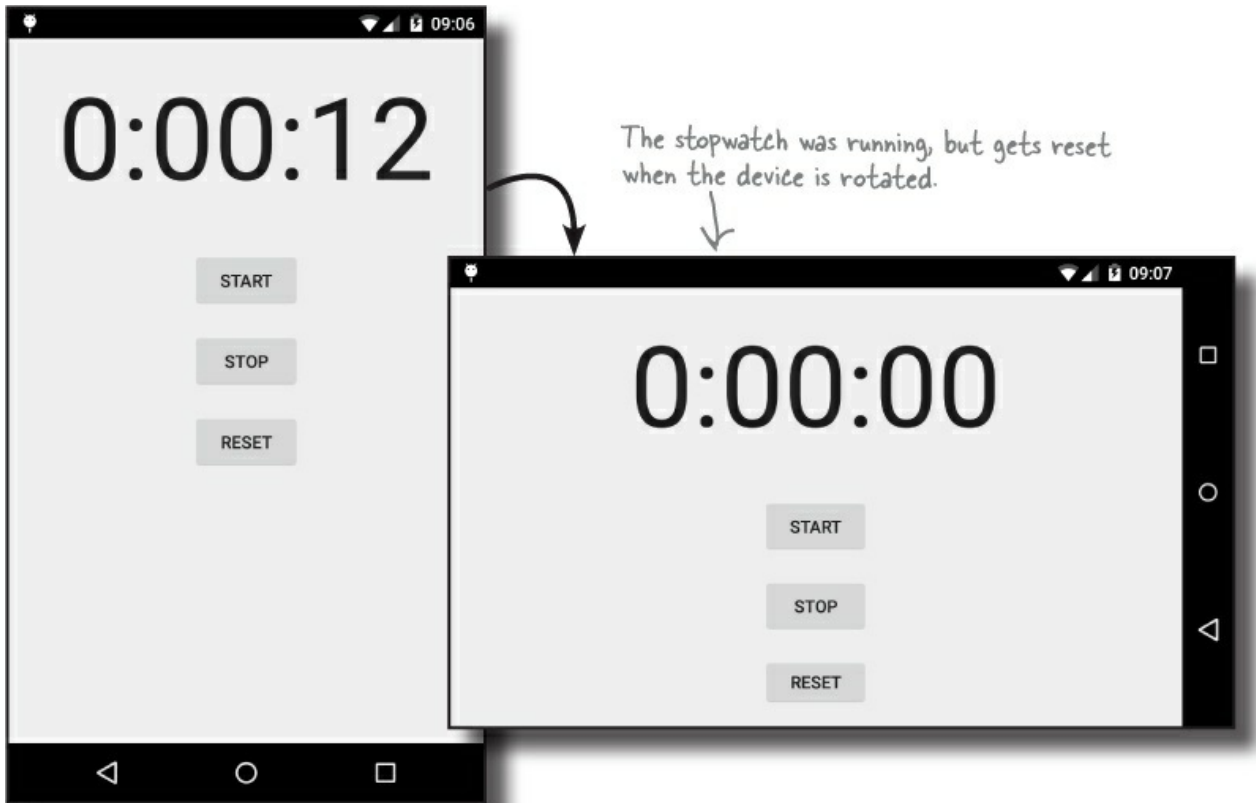 09:06
0:00:12
START
STOP
RESET
The stopwatch was running, but gets reset
when the device is rotated.
09:07
0:00:00
START
STOP
RESET